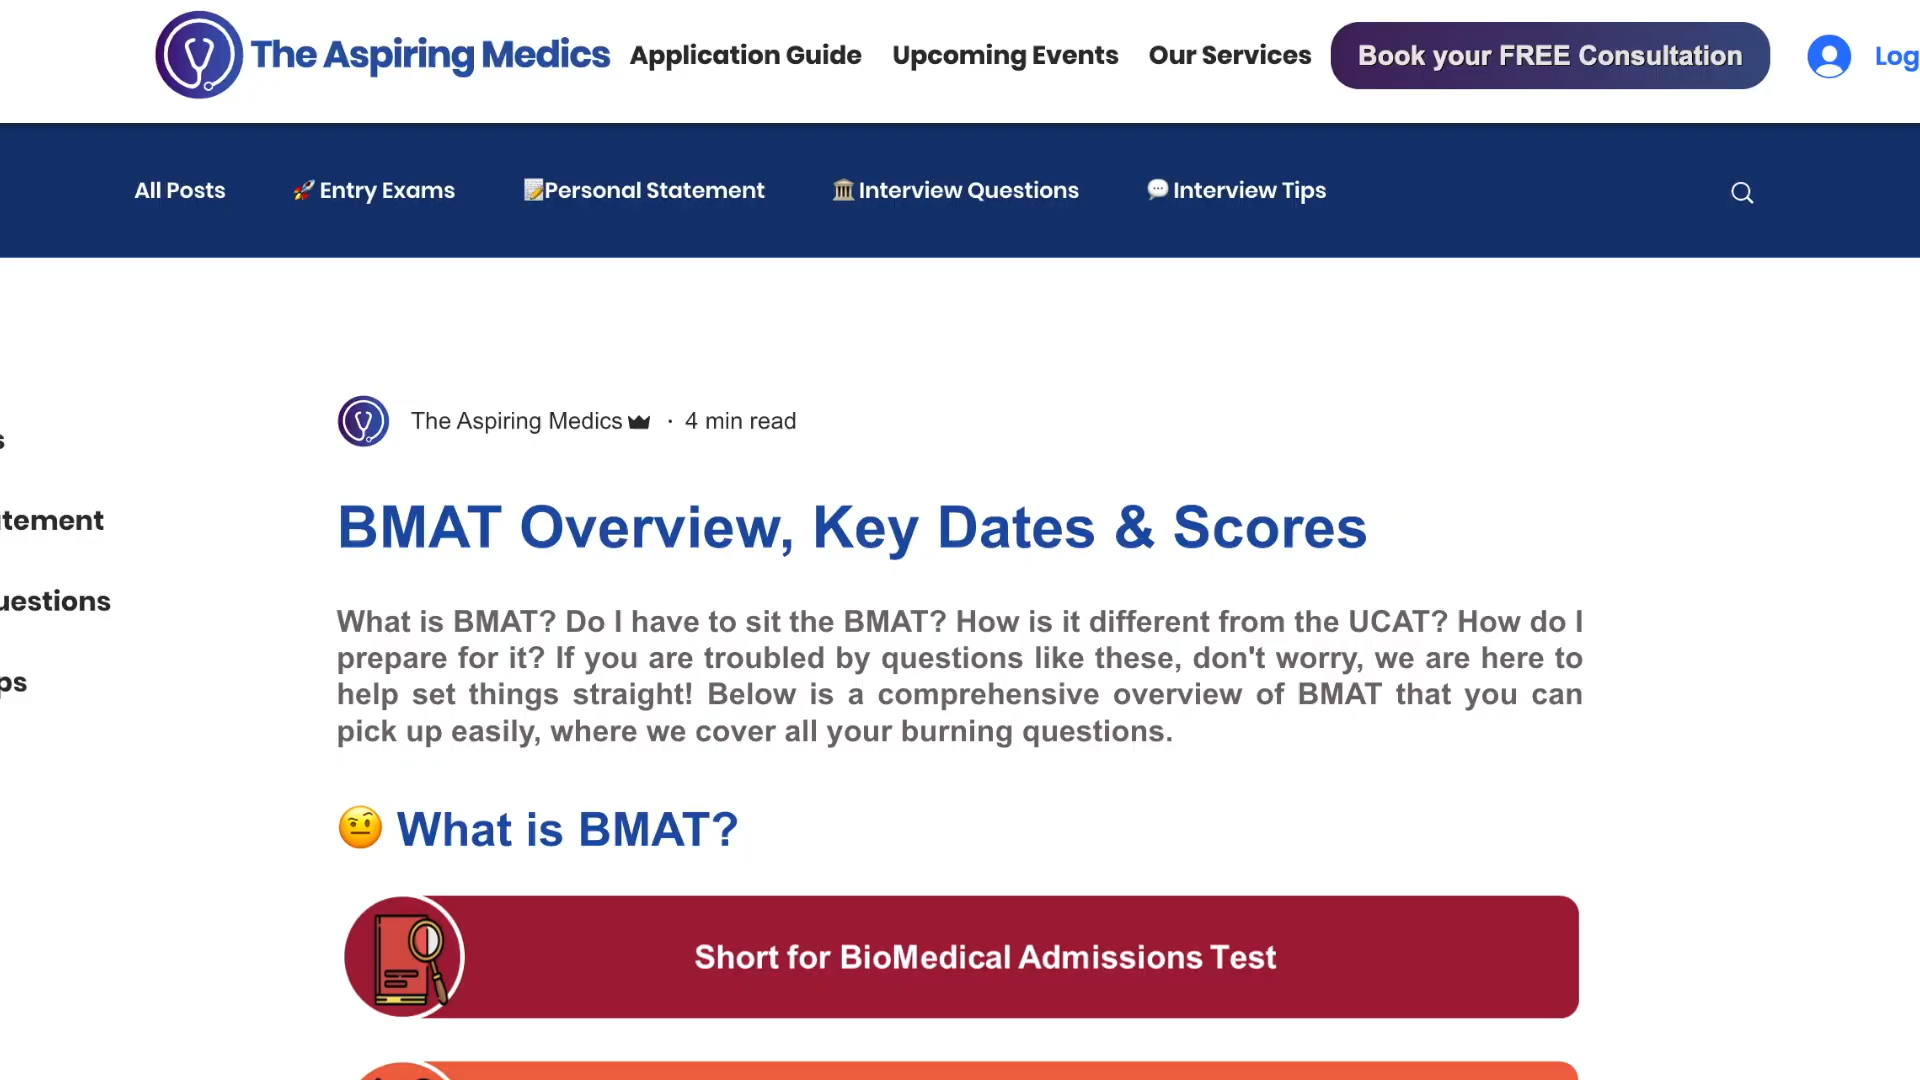 The Aspiring Medics
Application Guide
Upcoming Events
Our Services
Book your FREE Consultation
Log
All Posts
🚀 Entry Exams
📝Personal Statement
🏛️Interview Questions
💬Interview Tips
s
tement
uestions
ps
The Aspiring Medics · 4 min read
BMAT Overview, Key Dates & Scores
What is BMAT? Do I have to sit the BMAT? How is it different from the UCAT? How do I
prepare for it? If you are troubled by questions like these, don't worry, we are here to
help set things straight! Below is a comprehensive overview of BMAT that you can
pick up easily, where we cover all your burning questions.
🤨 What is BMAT?
Short for BioMedical Admissions Test